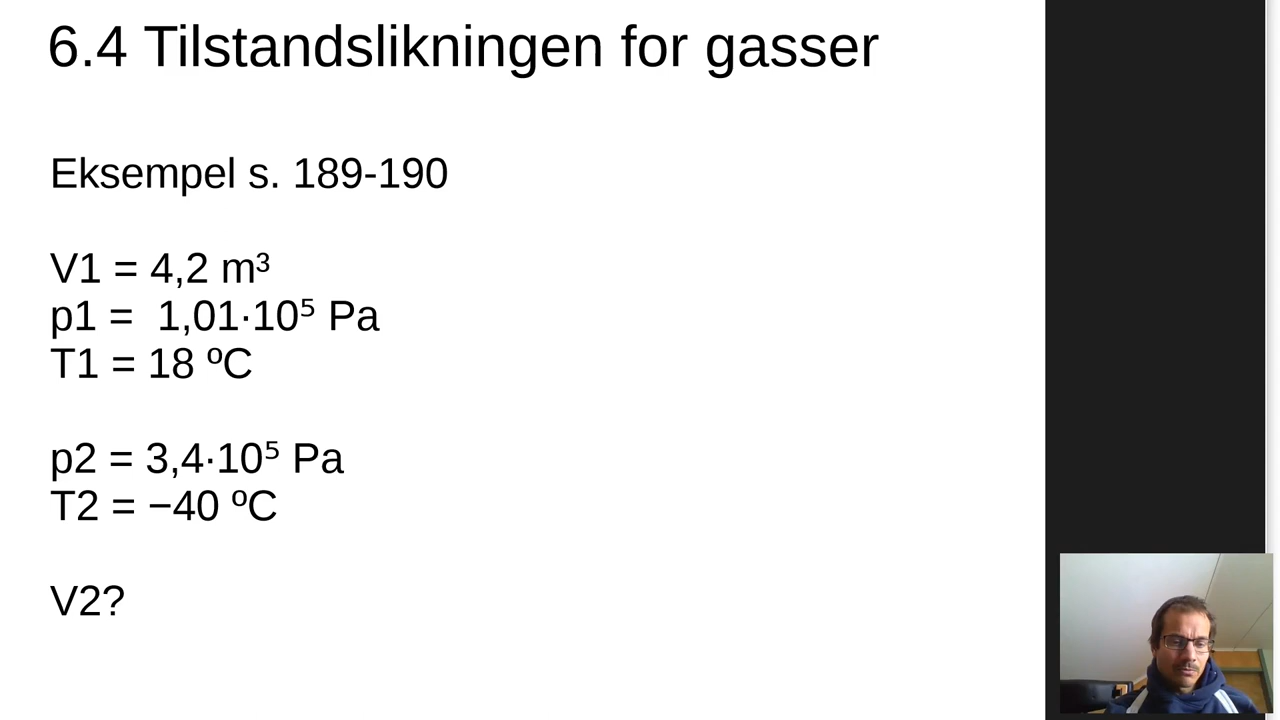 6.4 Tilstandslikningen for gasser
Eksempel s. 189-190
V1 = 4,2 m³
p1 =  1,01·10⁵ Pa
T1 = 18 ºC
p2 = 3,4·10⁵ Pa
T2 = −40 ºC
V2?